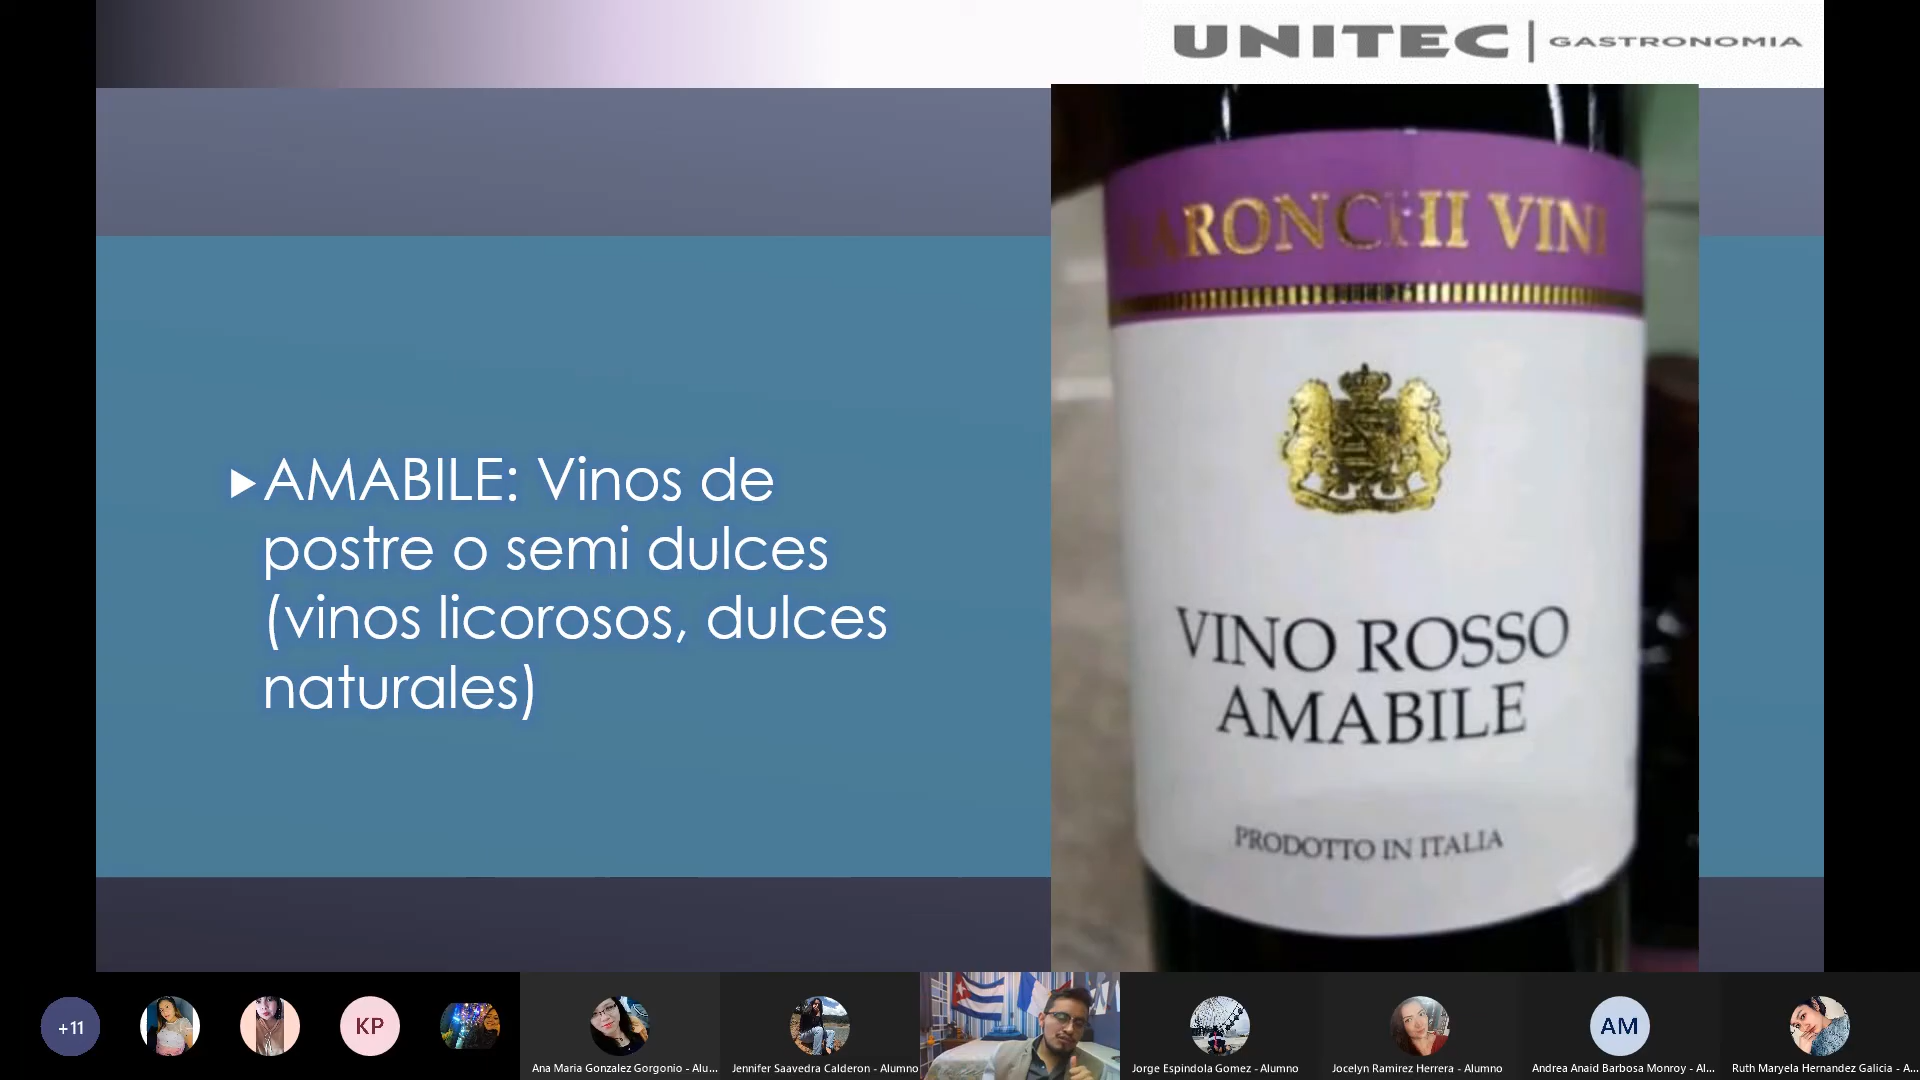 UNITEC | GASTRONOMIA
AMABILE: Vinos de
postre o semi dulces
(vinos licorosos, dulces
naturales)
BARONCHI VINI
VINO ROSSO
AMABILE
PRODOTTO IN ITALIA
+11
KP
Ana Maria Gonzalez Gorgonio - Alu...
Jennifer Saavedra Calderon - Alumno
Jorge Espindola Gomez - Alumno
Jocelyn Ramirez Herrera - Alumno
AM
Andrea Anaid Barbosa Monroy - Al...
Ruth Maryela Hernandez Galicia - A...